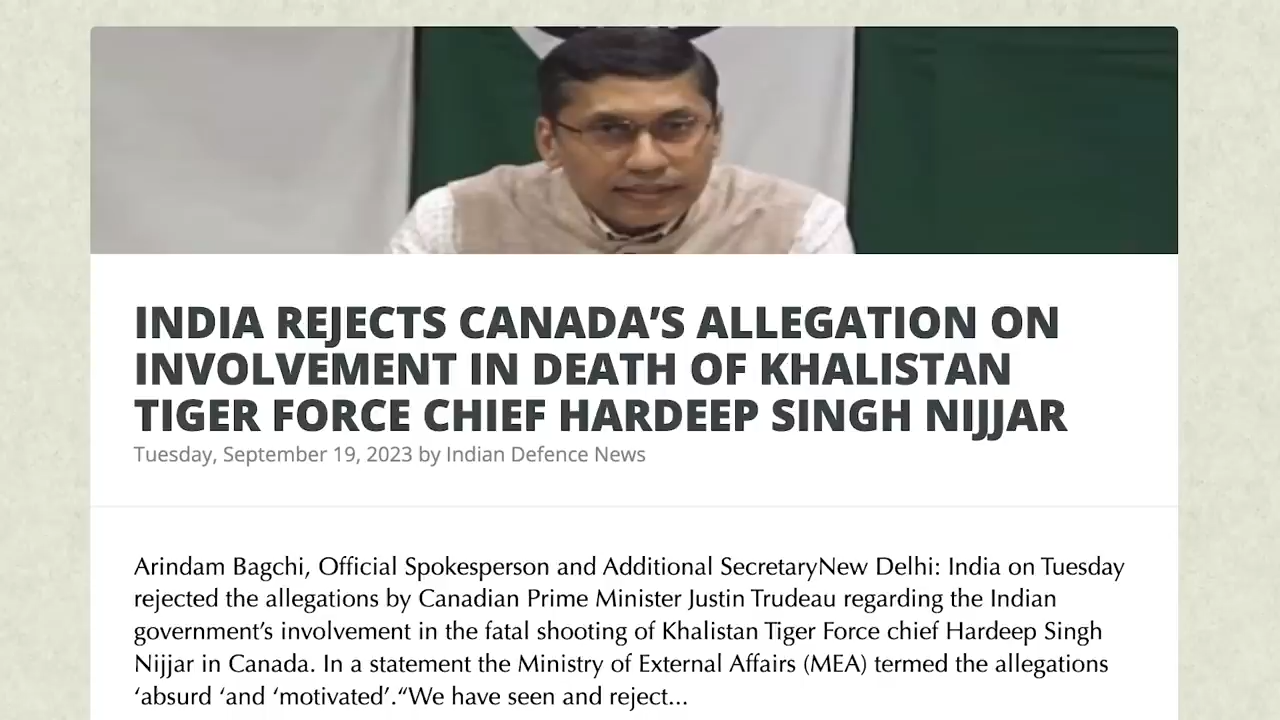 INDIA REJECTS CANADA’S ALLEGATION ON
INVOLVEMENT IN DEATH OF KHALISTAN
TIGER FORCE CHIEF HARDEEP SINGH NIJJAR
Tuesday, September 19, 2023 by Indian Defence News
Arindam Bagchi, Official Spokesperson and Additional SecretaryNew Delhi: India on Tuesday
rejected the allegations by Canadian Prime Minister Justin Trudeau regarding the Indian
government’s involvement in the fatal shooting of Khalistan Tiger Force chief Hardeep Singh
Nijjar in Canada. In a statement the Ministry of External Affairs (MEA) termed the allegations
‘absurd ‘and ‘motivated’.“We have seen and reject...